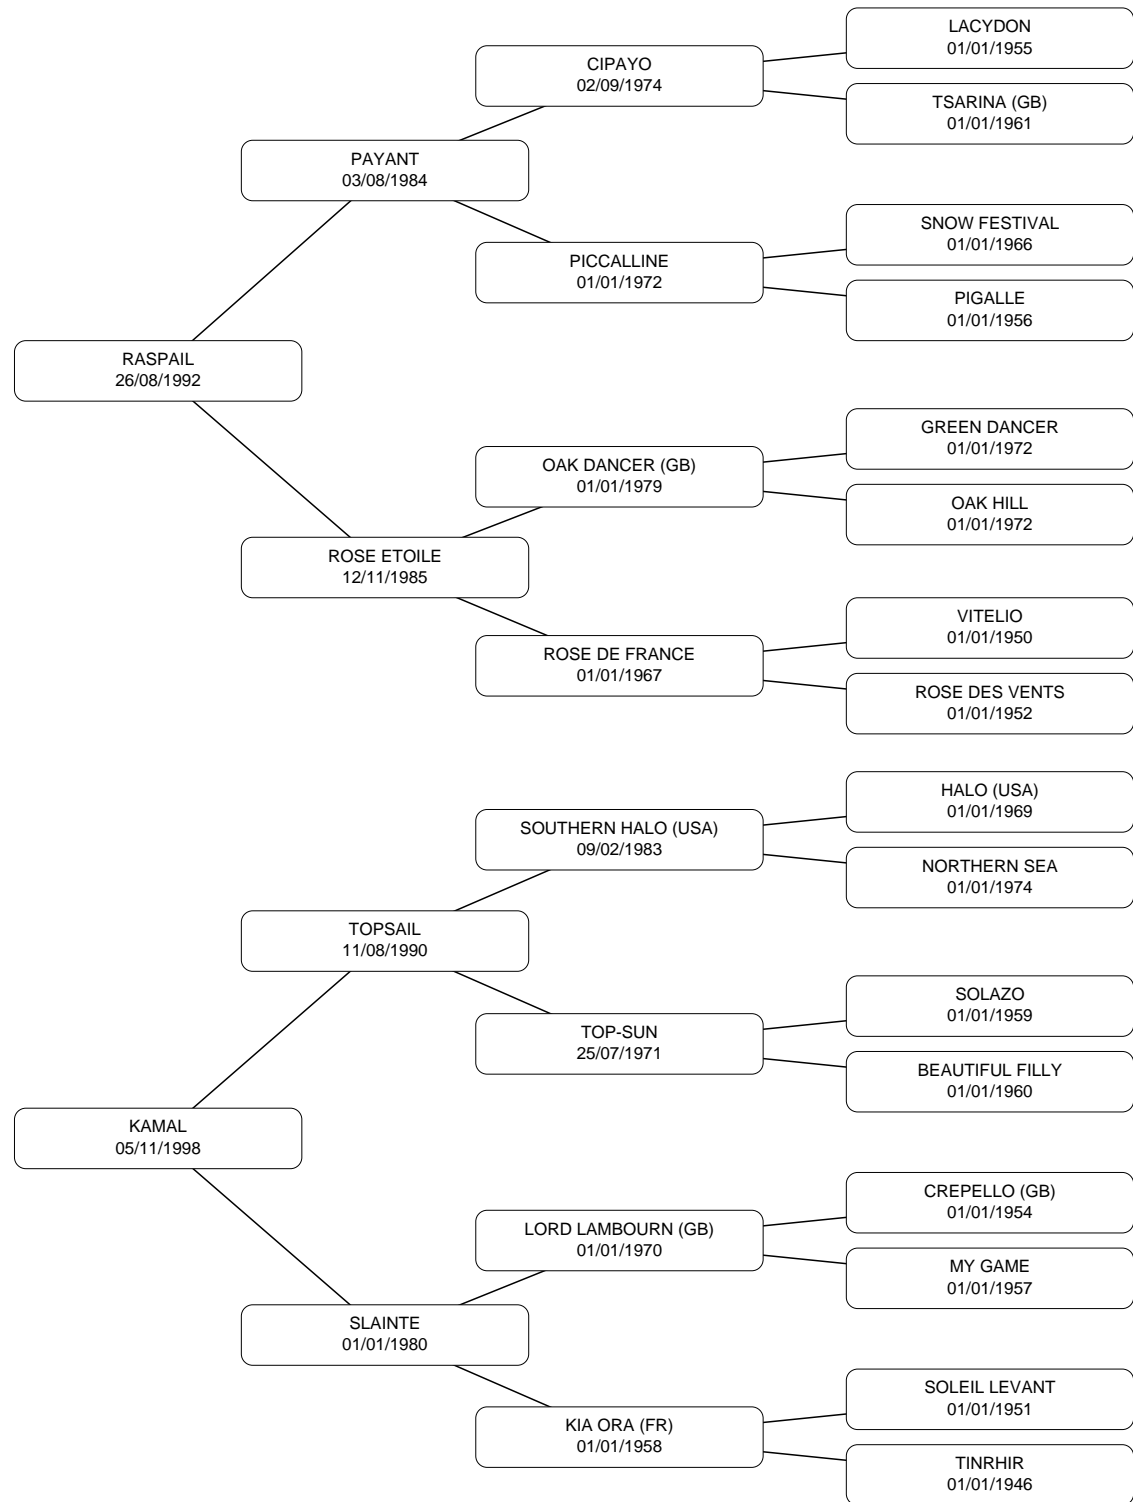 LACYDON
01/01/1955
CIPAYO
02/09/1974
TSARINA (GB)
01/01/1961
PAYANT
03/08/1984
SNOW FESTIVAL
01/01/1966
PICCALLINE
01/01/1972
PIGALLE
01/01/1956
RASPAIL
26/08/1992
GREEN DANCER
01/01/1972
OAK DANCER (GB)
01/01/1979
OAK HILL
01/01/1972
ROSE ETOILE
12/11/1985
VITELIO
01/01/1950
ROSE DE FRANCE
01/01/1967
ROSE DES VENTS
01/01/1952
HALO (USA)
01/01/1969
SOUTHERN HALO (USA)
09/02/1983
NORTHERN SEA
01/01/1974
TOPSAIL
11/08/1990
SOLAZO
01/01/1959
TOP-SUN
25/07/1971
BEAUTIFUL FILLY
01/01/1960
KAMAL
05/11/1998
CREPELLO (GB)
01/01/1954
LORD LAMBOURN (GB)
01/01/1970
MY GAME
01/01/1957
SLAINTE
01/01/1980
SOLEIL LEVANT
01/01/1951
KIA ORA (FR)
01/01/1958
TINRHIR
01/01/1946